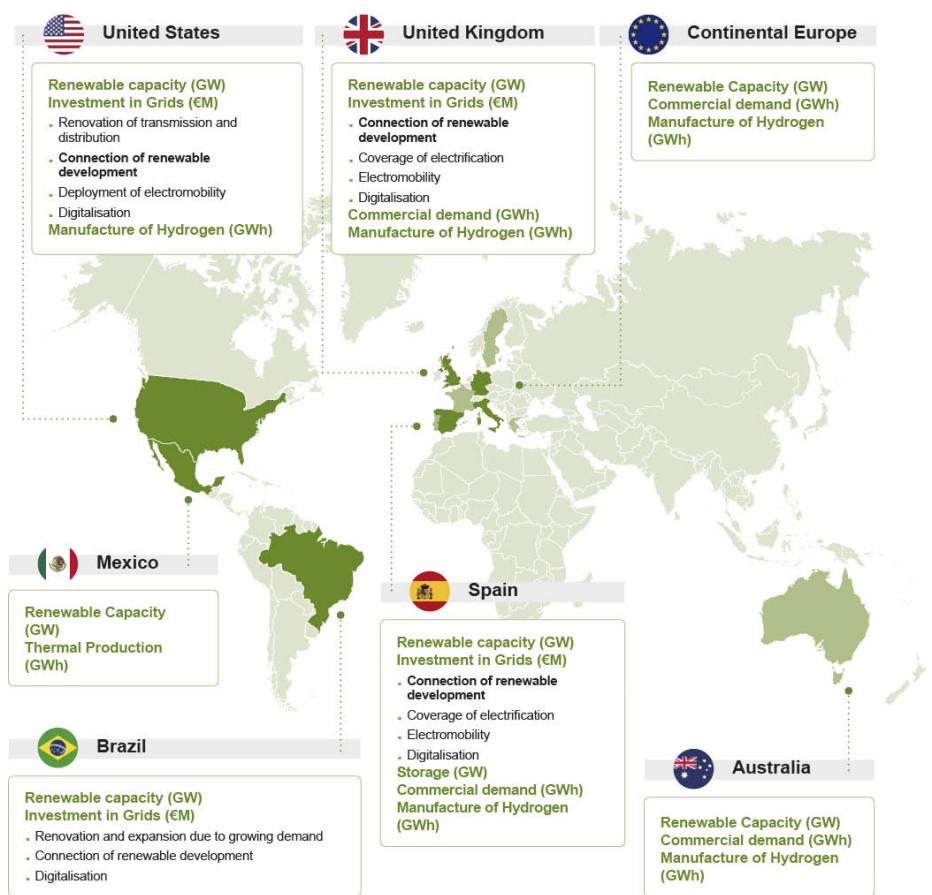 United States
Renewable capacity (GW)
Investment in Grids (€M)
. Renovation of transmission and
distribution
. Connection of renewable
development
. Deployment of electromobility
. Digitalisation
Manufacture of Hydrogen (GWh)
United Kingdom
Renewable capacity (GW)
Investment in Grids (€M)
. Connection of renewable
development
. Coverage of electrification
. Electromobility
. Digitalisation
Commercial demand (GWh)
Manufacture of Hydrogen (GWh)
Continental Europe
Renewable Capacity (GW)
Commercial demand (GWh)
Manufacture of Hydrogen
(GWh)
Mexico
Renewable Capacity
(GW)
Thermal Production
(GWh)
Brazil
Renewable capacity (GW)
Investment in Grids (€M)
. Renovation and expansion due to growing demand
. Connection of renewable development
. Digitalisation
Spain
Renewable capacity (GW)
Investment in Grids (€M)
. Connection of renewable
development
. Coverage of electrification
. Electromobility
. Digitalisation
Storage (GW)
Commercial demand (GWh)
Manufacture of Hydrogen
(GWh)
Australia
Renewable Capacity (GW)
Commercial demand (GWh)
Manufacture of Hydrogen
(GWh)